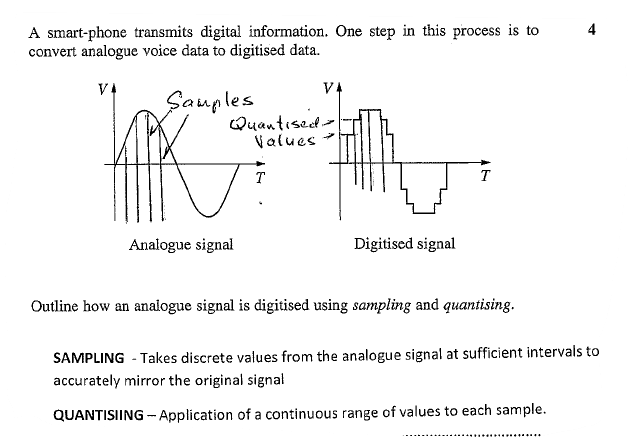 A smart-phone transmits digital information. One step in this process is to 4
convert analogue voice data to digitised data.
V Samples V
Quantised
Values
T T
Analogue signal Digitised signal
Outline how an analogue signal is digitised using sampling and quantising.
SAMPLING - Takes discrete values from the analogue signal at sufficient intervals to
accurately mirror the original signal
QUANTISIING – Application of a continuous range of values to each sample.